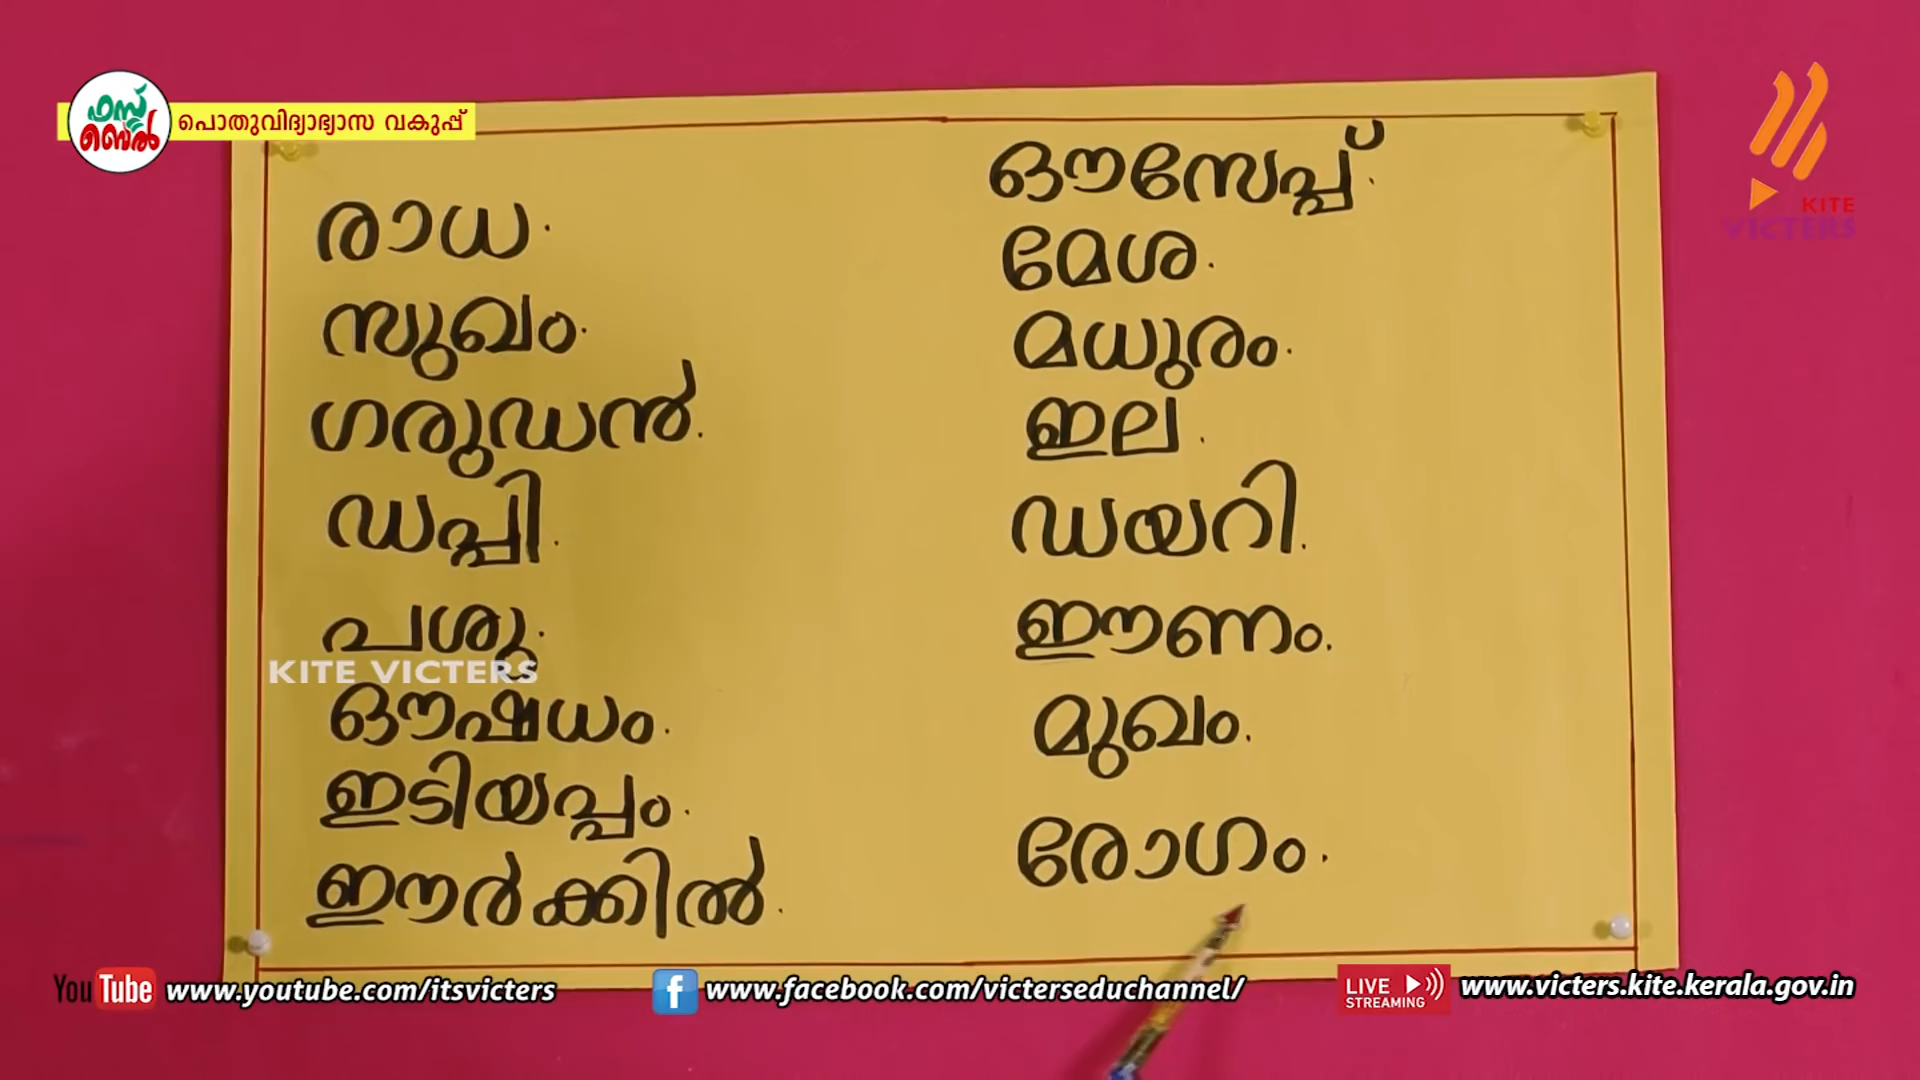 ഫസ്റ്റ്
ബെൽ
പൊതുവിദ്യാഭ്യാസ വകുപ്പ്
KITE
VICTERS
രാധ.
സുഖം.
ഗരുഡൻ.
ഡപ്പി.
പശു.
KITE VICTERS
ഔഷധം.
ഇടിയപ്പം.
ഈർക്കിൽ.
ഔസേപ്പ്.
മേശ.
മധുരം.
ഇല.
ഡയറി.
ഈണം.
മുഖം.
രോഗം.
YouTube www.youtube.com/itsvicters
f www.facebook.com/victerseduchannel/
LIVE STREAMING www.victers.kite.kerala.gov.in